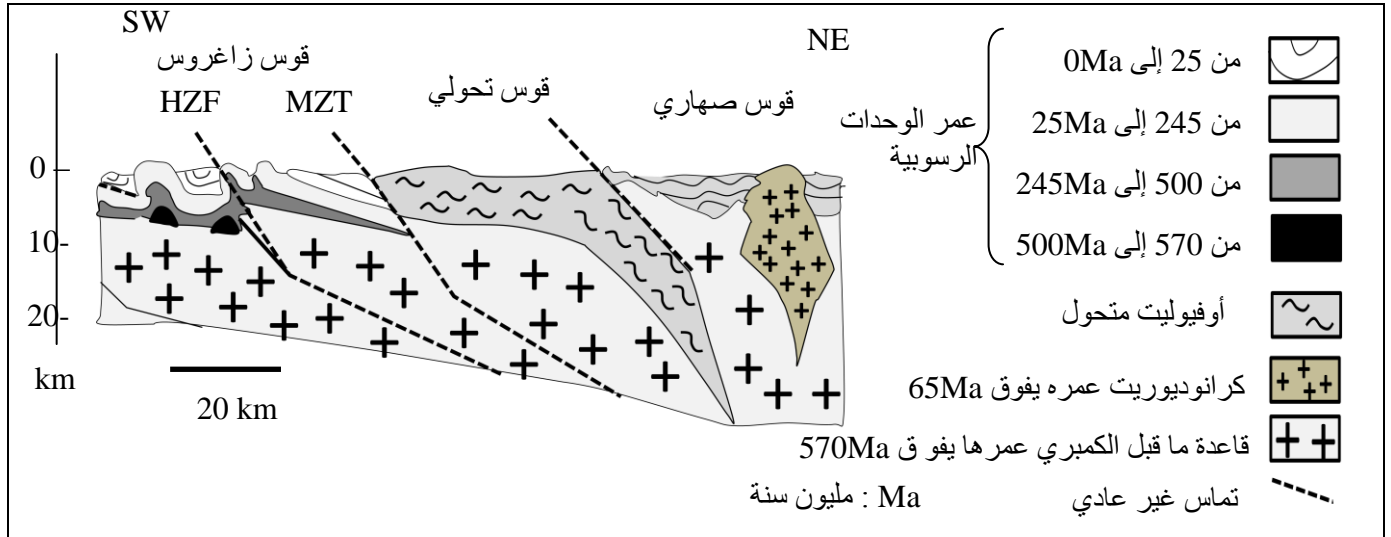 SW
NE
قوس زاغروس
HZF
MZT
قوس تحولي
قوس صهاري
0
10-
20-
km
20 km
عمر الوحدات الرسوبية
من 25 إلى 0Ma
من 245 إلى 25Ma
من 500 إلى 245Ma
من 570 إلى 500Ma
أوفيوليت متحول
كرانوديوريت عمره يفوق 65Ma
قاعدة ما قبل الكمبري عمرها يفو ق 570Ma
تماس غير عادي
Ma : مليون سنة